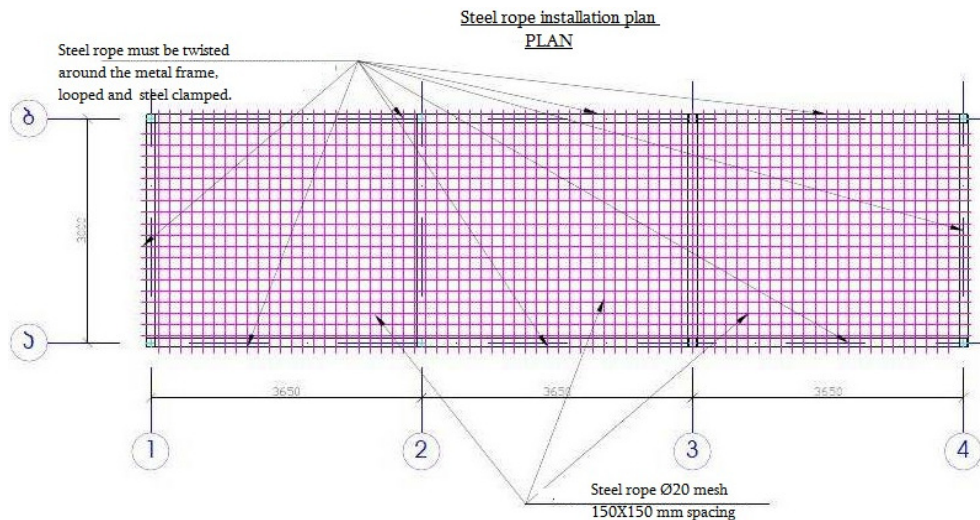 Steel rope installation plan
PLAN
Steel rope must be twisted
around the metal frame,
looped and steel clamped.
ბ
3000
ა
3650
3650
3650
1
2
3
4
Steel rope Ø20 mesh
150X150 mm spacing